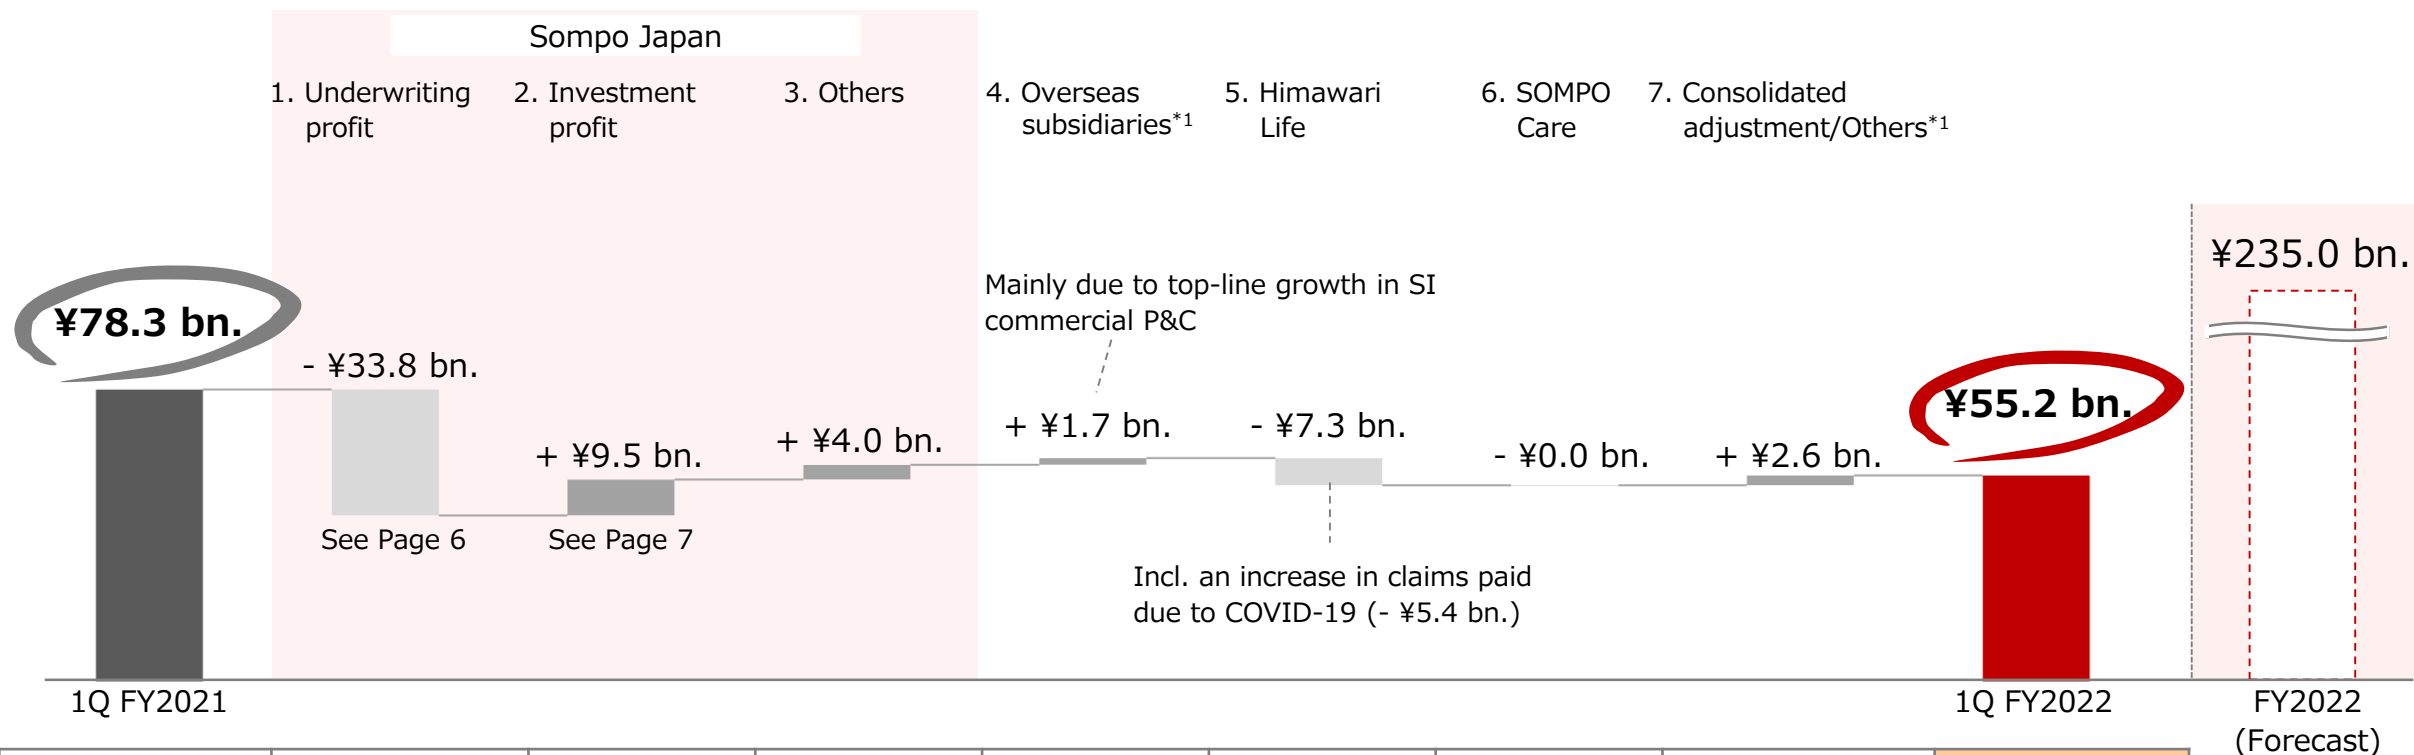 Sompo Japan
1. Underwriting
profit
2. Investment
profit
3. Others
4. Overseas
subsidiaries*1
5. Himawari
Life
6. SOMPO
Care
7. Consolidated
adjustment/Others*1
¥235.0 bn.
Mainly due to top-line growth in SI
commercial P&C
¥78.3 bn.
- ¥33.8 bn.
+ ¥9.5 bn.
+ ¥4.0 bn.
+ ¥1.7 bn.
- ¥7.3 bn.
- ¥0.0 bn.
+ ¥2.6 bn.
¥55.2 bn.
See Page 6
See Page 7
Incl. an increase in claims paid
due to COVID-19 (- ¥5.4 bn.)
1Q FY2021
1Q FY2022
FY2022
(Forecast)